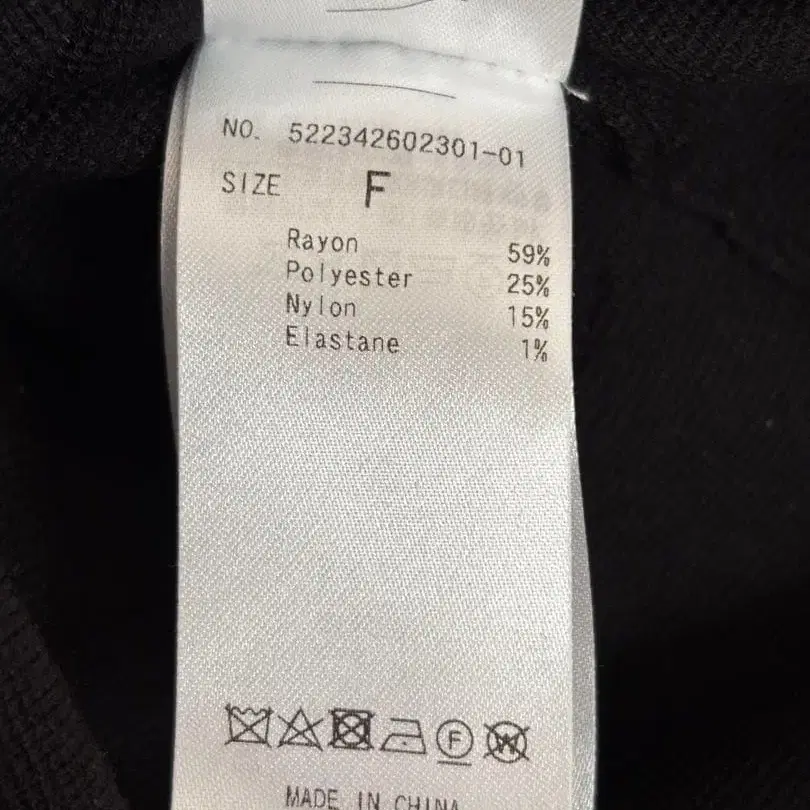 NO. 522342602301-01
SIZE F
Rayon 59%
Polyester 25%
Nylon 15%
Elastane 1%
F
W
MADE IN CHINA